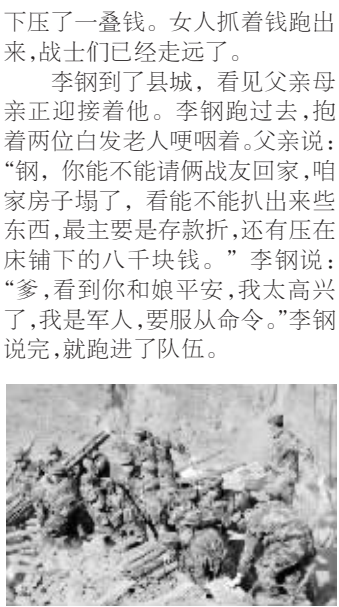 下压了一叠钱。女人抓着钱跑出
来,战士们已经走远了。
李钢到了县城，看见父亲母
亲正迎接着他。李钢跑过去,抱
着两位白发老人哽咽着。父亲说：
“钢，你能不能请俩战友回家,咱
家房子塌了，看能不能扒出来些
东西,最主要是存款折,还有压在
床铺下的八千块钱。”李钢说：
“爹,看到你和娘平安,我太高兴
了,我是军人,要服从命令。”李钢
说完,就跑进了队伍。